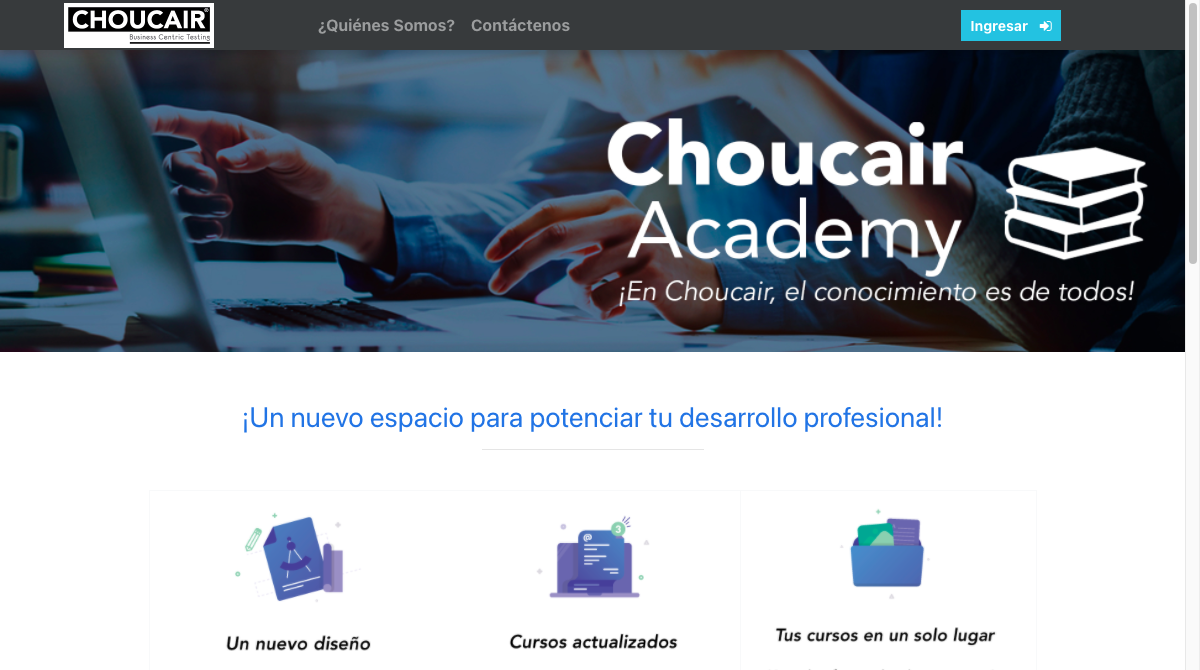 CHOUCAIR®
Business Centric Testing
¿Quiénes Somos? Contáctenos
Ingresar
Choucair
Academy
¡En Choucair, el conocimiento es de todos!
¡Un nuevo espacio para potenciar tu desarrollo profesional!
@
3
Un nuevo diseño
Cursos actualizados
Tus cursos en un solo lugar